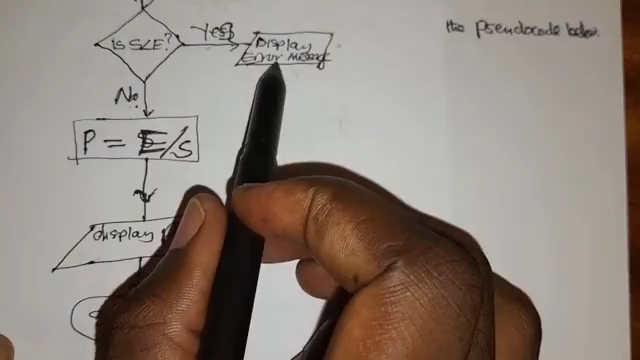 the pseudocode below.
is S<E?
Yes
Display
Error Message
No
P = E/S
display